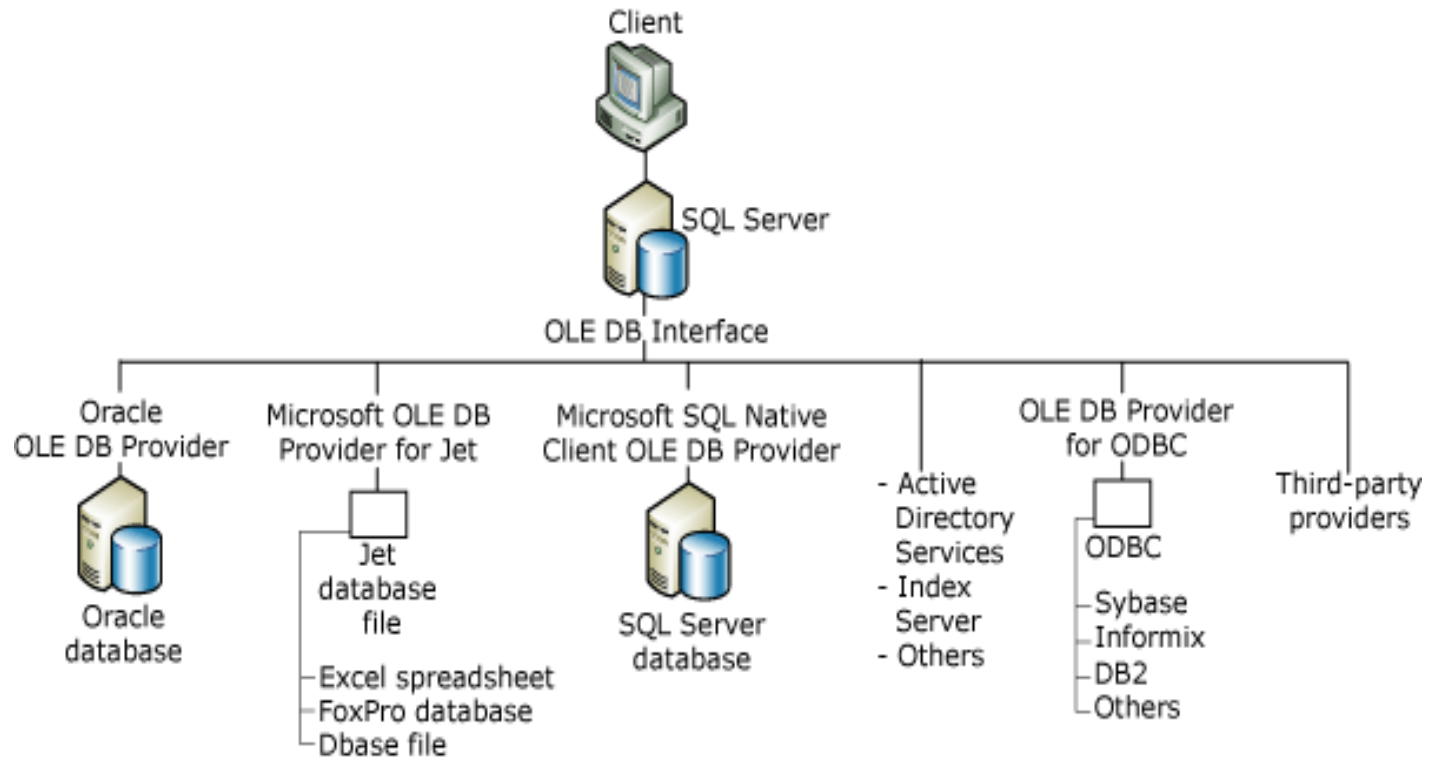 Client
SQL Server
OLE DB Interface
Oracle
OLE DB Provider
Oracle
database
Microsoft OLE DB
Provider for Jet
Jet
database
file
Excel spreadsheet
FoxPro database
Dbase file
Microsoft SQL Native
Client OLE DB Provider
SQL Server
database
- Active
Directory
Services
- Index
Server
- Others
OLE DB Provider
for ODBC
ODBC
Sybase
Informix
DB2
Others
Third-party
providers